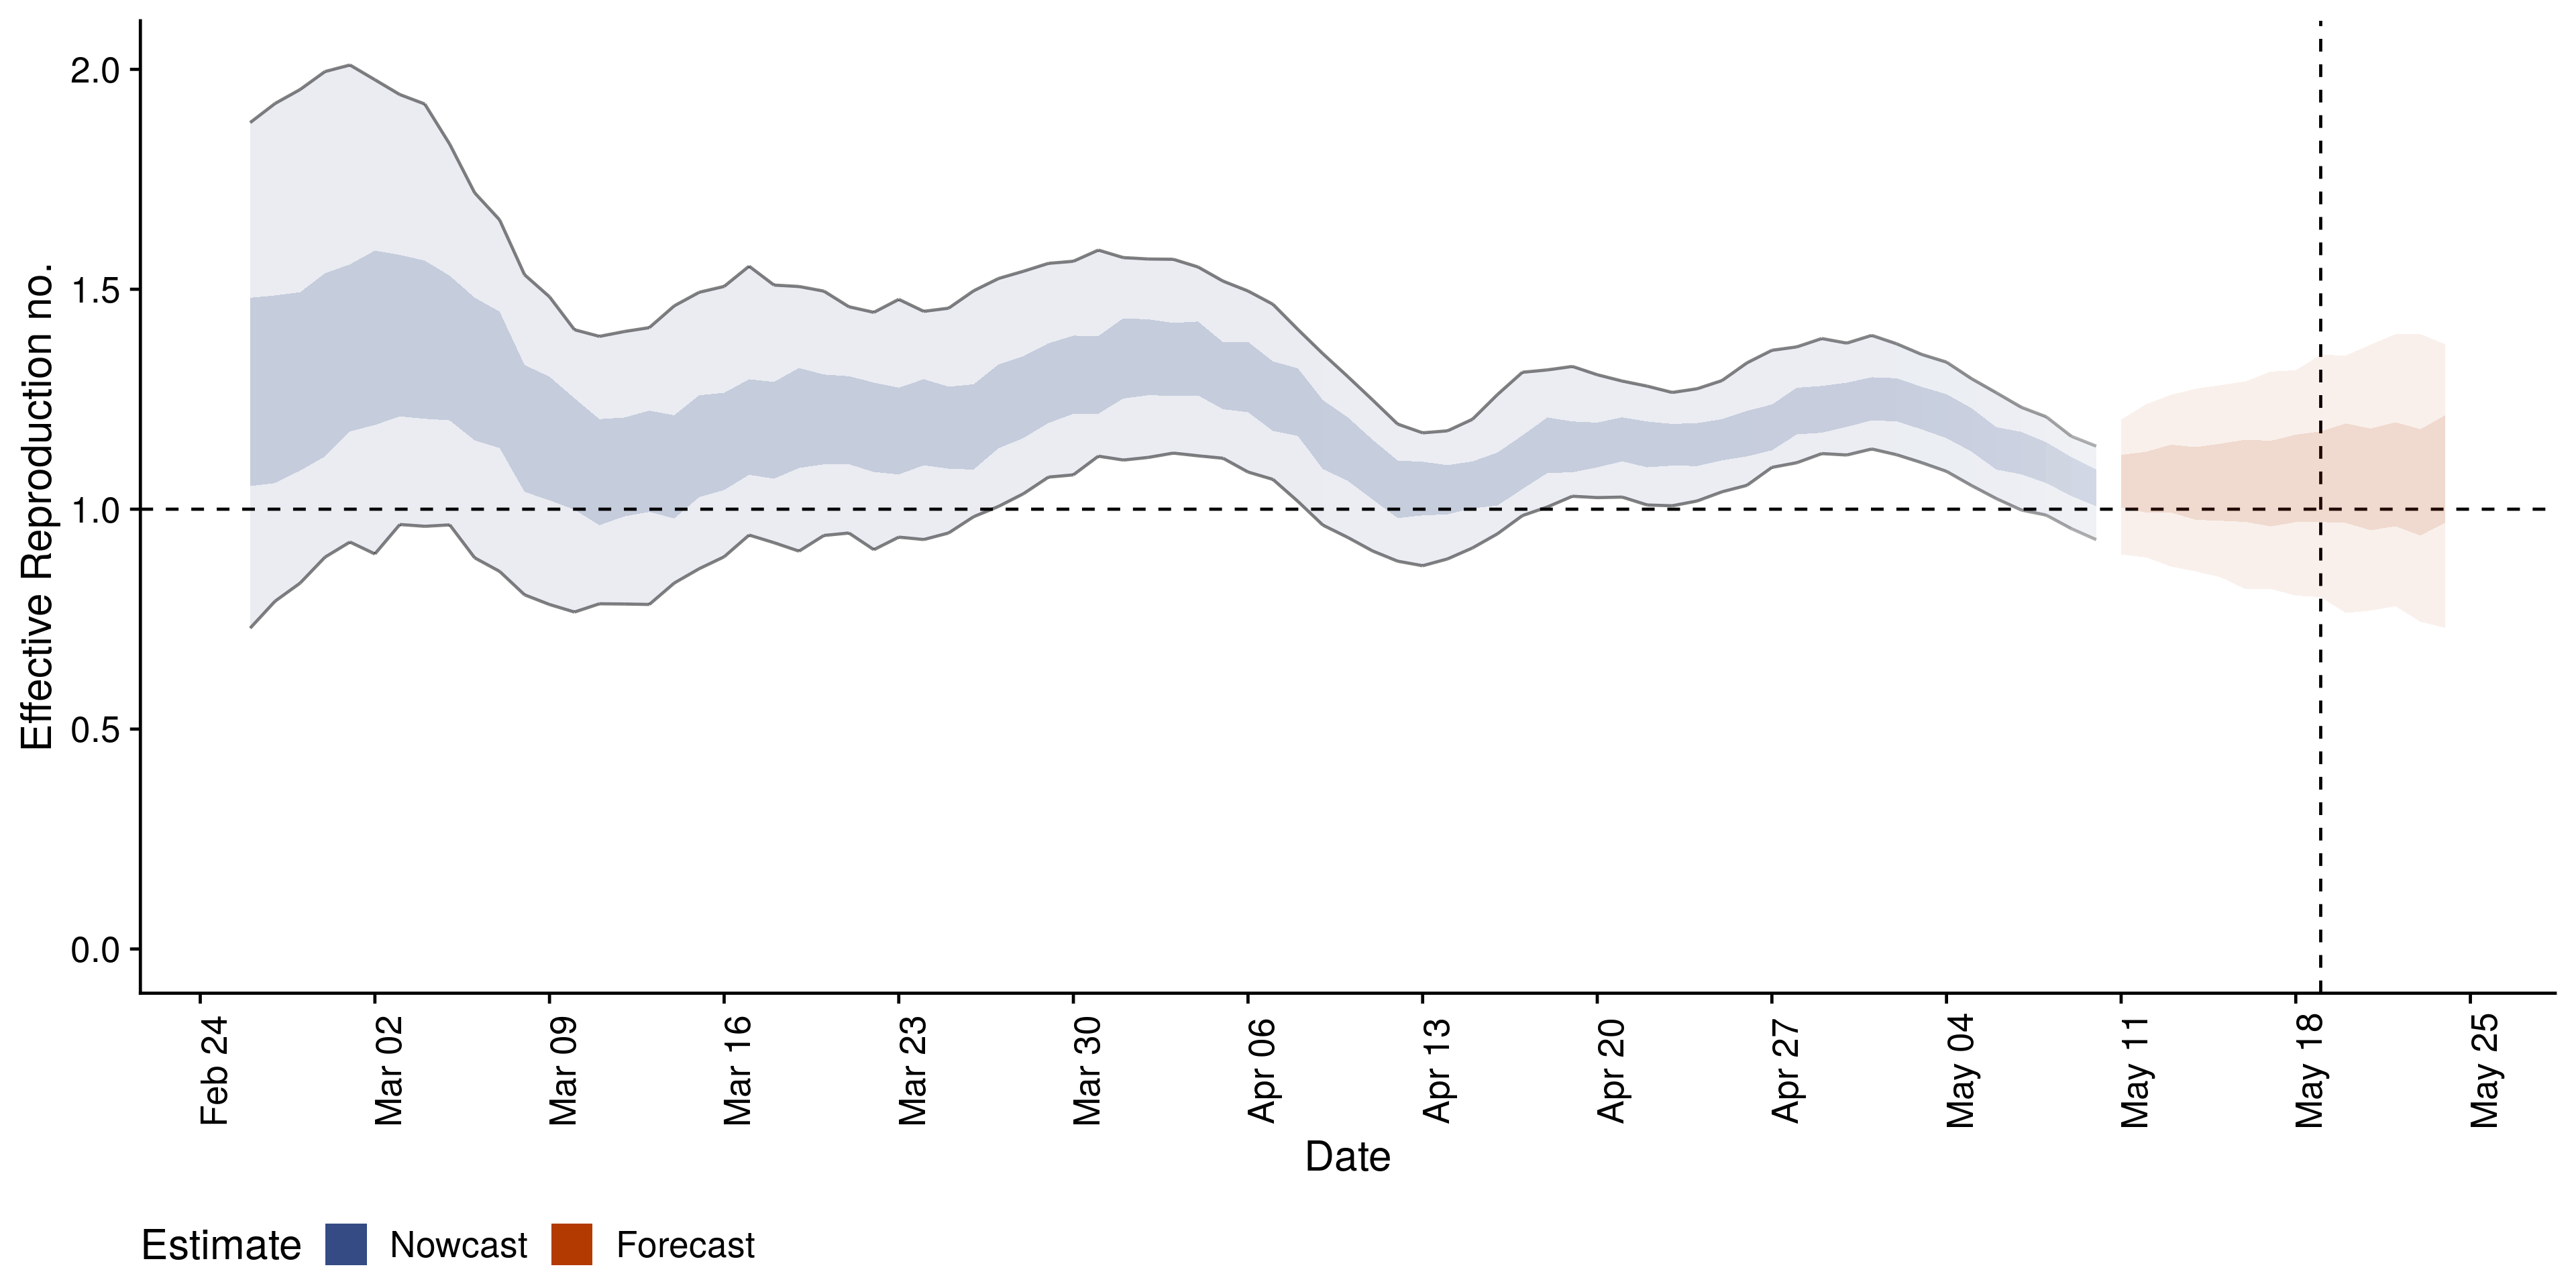 Effective Reproduction no.
2.0
1.5
1.0
0.5
0.0
Feb 24
Mar 02
Mar 09
Mar 16
Mar 23
Mar 30
Apr 06
Apr 13
Apr 20
Apr 27
May 04
May 11
May 18
May 25
Date
Estimate Nowcast Forecast